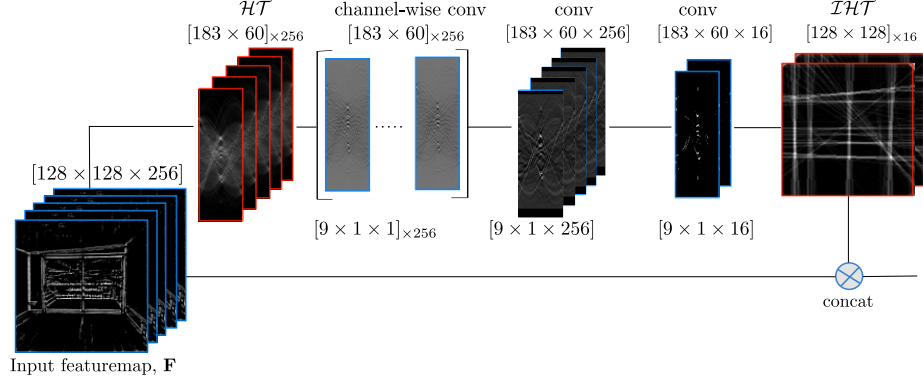 HT
channel-wise conv
conv
conv
IHT
[183 × 60]×256
[183 × 60]×256
[183 × 60 × 256]
[183 × 60 × 16]
[128 × 128]×16
.....
[128 × 128 × 256]
[9 × 1 × 1]×256
[9 × 1 × 256]
[9 × 1 × 16]
concat
Input featuremap, F